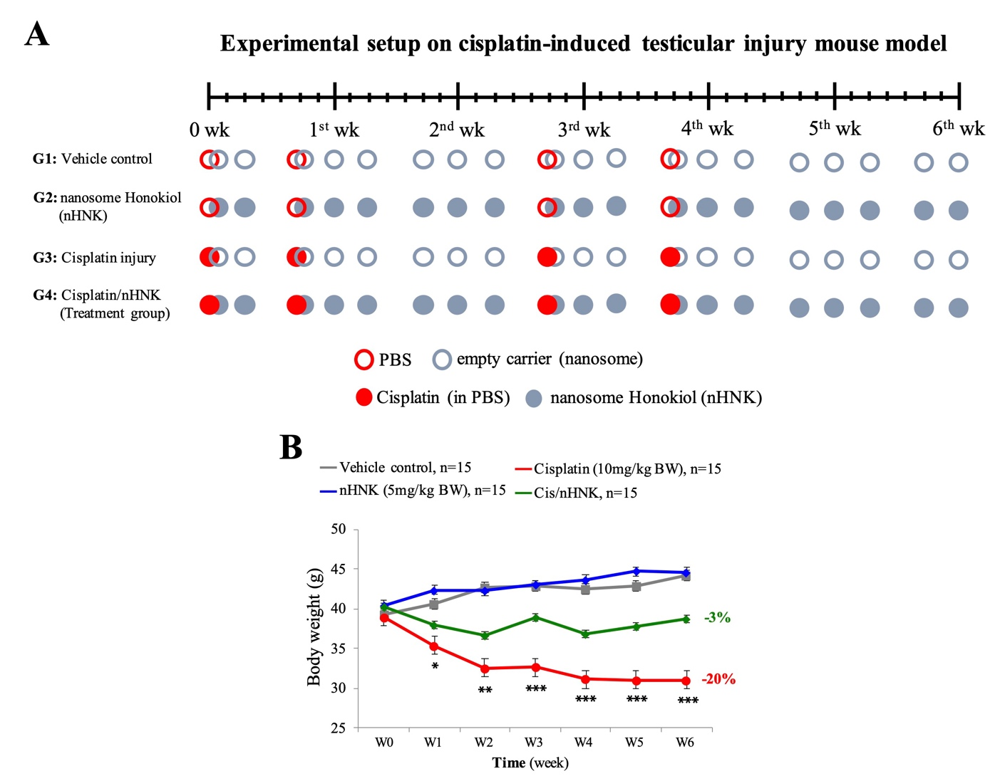 A
Experimental setup on cisplatin-induced testicular injury mouse model
0 wk 1st wk 2nd wk 3rd wk 4th wk 5th wk 6th wk
G1: Vehicle control
G2: nanosome Honokiol
(nHNK)
G3: Cisplatin injury
G4: Cisplatin/nHNK
(Treatment group)
PBS empty carrier (nanosome)
Cisplatin (in PBS) nanosome Honokiol (nHNK)
B
Vehicle control, n=15 Cisplatin (10mg/kg BW), n=15
nHNK (5mg/kg BW), n=15 Cis/nHNK, n=15
Body weight (g)
50
45
40
35
30
25
-3%
-20%
*
**
***
***
***
***
W0 W1 W2 W3 W4 W5 W6
Time (week)